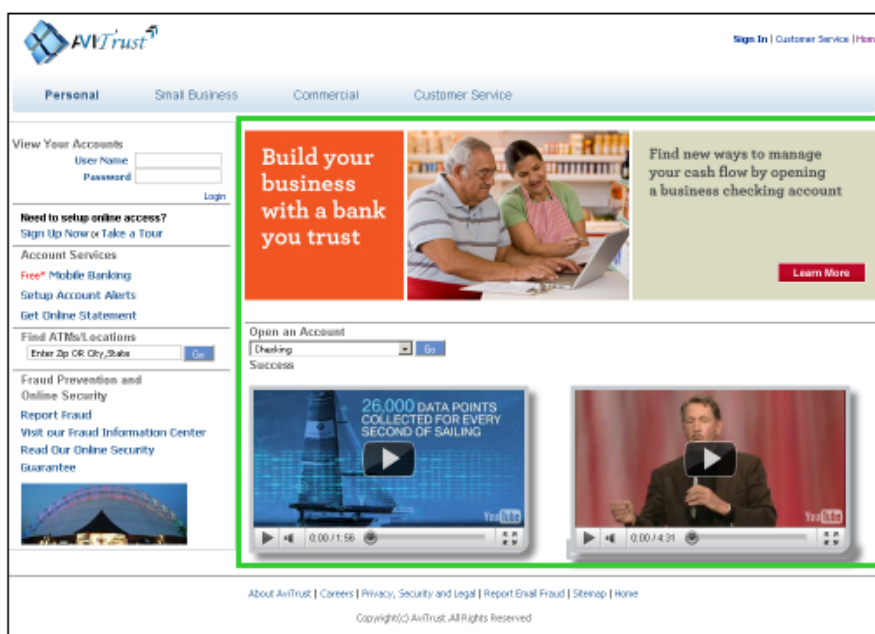 AVITrust
Sign In | Customer Service | Hom
Personal
Small Business
Commercial
Customer Service
View Your Accounts
User Name
Password
Login
Need to setup online access?
Sign Up Now or Take a Tour
Account Services
Free* Mobile Banking
Setup Account Alerts
Get Online Statement
Find ATMs/Locations
Enter Zip OR City,State
Go
Fraud Prevention and
Online Security
Report Fraud
Visit our Fraud Information Center
Read Our Online Security
Guarantee
Build your
business
with a bank
you trust
Find new ways to manage
your cash flow by opening
a business checking account
Learn More
Open an Account
Checking
Go
Success
26,000 DATA POINTS
COLLECTED FOR EVERY
SECOND OF SAILING
YouTube
0:00 / 1:56
YouTube
0:00 / 4:31
About AviTrust | Careers | Privacy, Security and Legal | Report Email Fraud | Sitemap | Home
Copyright(c) AviTrust .All Rights Reserved